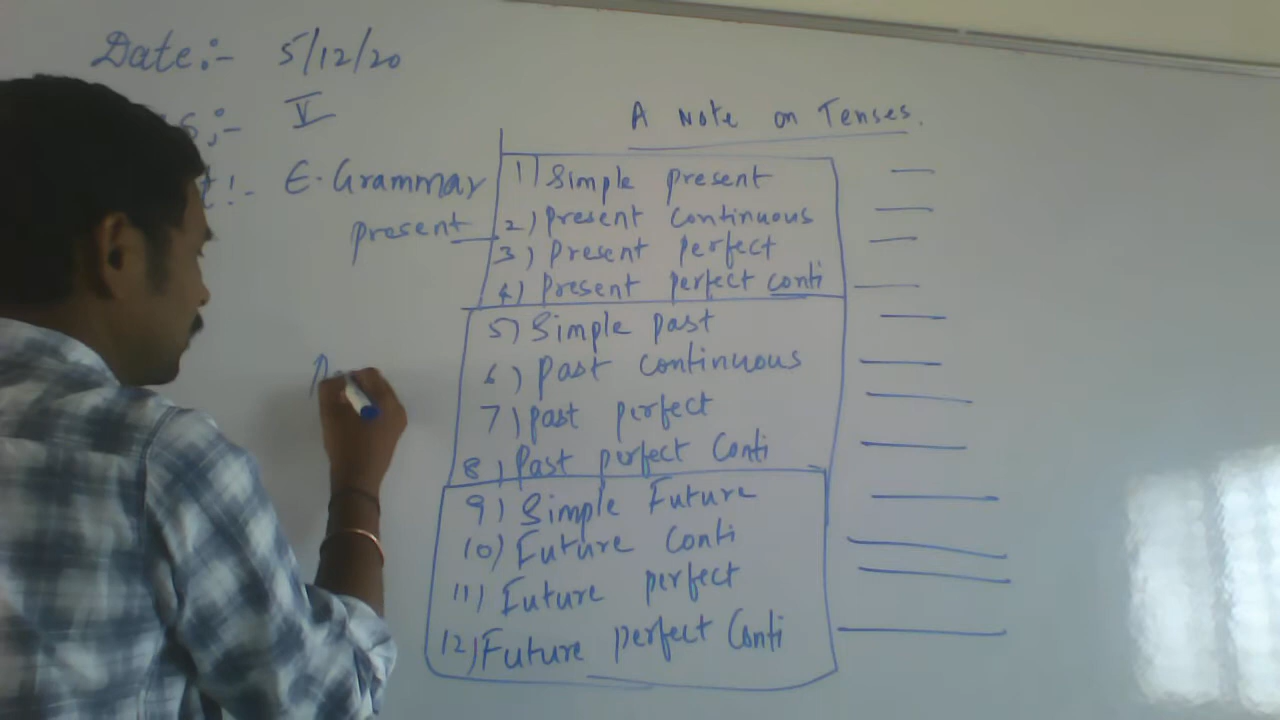 Date:- 5/12/20
V
E-Grammar
present
A Note on Tenses.
1) Simple present
2) Present continuous
3) Present perfect
4) Present perfect conti
5) Simple past
6) Past continuous
7) Past perfect
8) Past perfect Conti
9) Simple Future
10) Future Conti
11) Future perfect
12) Future perfect Conti